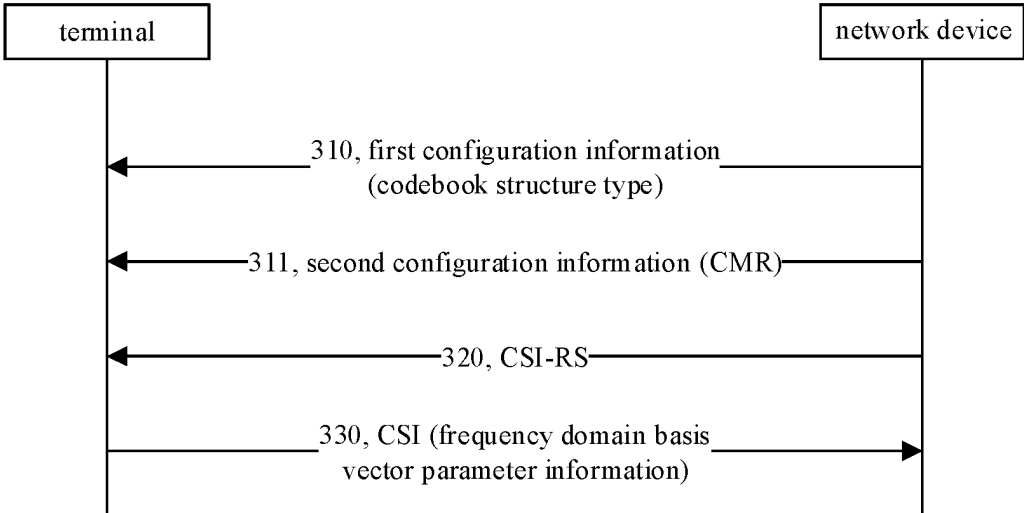 terminal
network device
310, first configuration information
(codebook structure type)
311, second configuration information (CMR)
320, CSI-RS
330, CSI (frequency domain basis
vector parameter information)